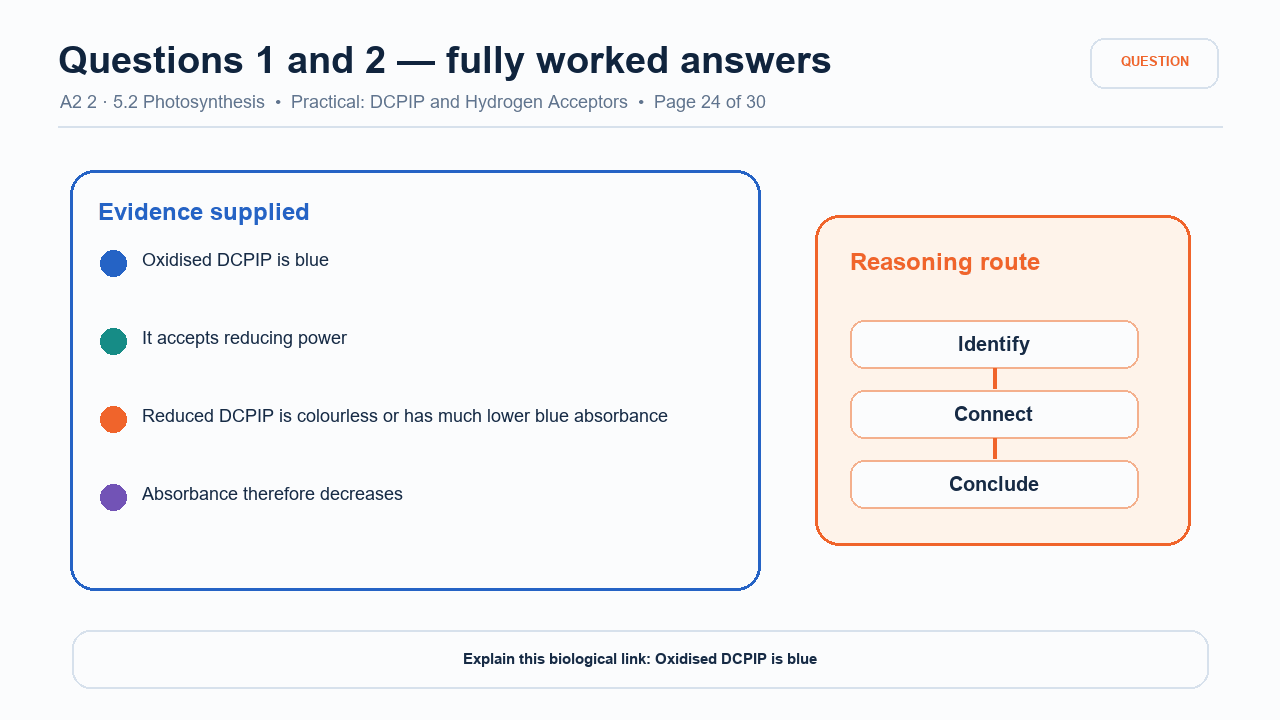 Questions 1 and 2 — fully worked answers
QUESTION
A2 2 · 5.2 Photosynthesis • Practical: DCPIP and Hydrogen Acceptors • Page 24 of 30
Evidence supplied
Oxidised DCPIP is blue
It accepts reducing power
Reduced DCPIP is colourless or has much lower blue absorbance
Absorbance therefore decreases
Reasoning route
Identify
Connect
Conclude
Explain this biological link: Oxidised DCPIP is blue